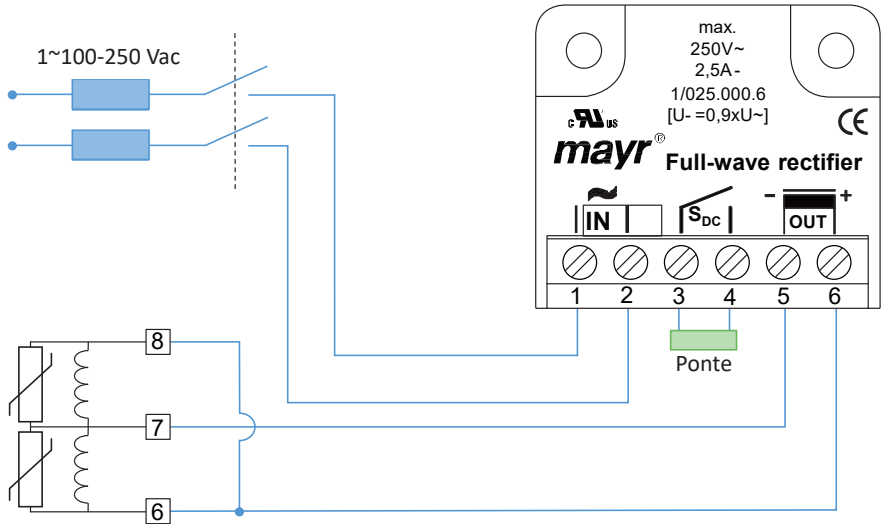 1~100-250 Vac
max.
250V~
2,5A-
1/025.000.6
[U- =0,9xU~]
c RU us
CE
mayr®
Full-wave rectifier
~
- +
IN
SDC
OUT
1 2 3 4 5 6
Ponte
8
7
6